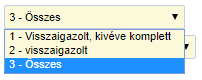 3 - Összes
1 - Visszaigazolt, kivéve komplett
2 - visszaigazolt
3 - Összes